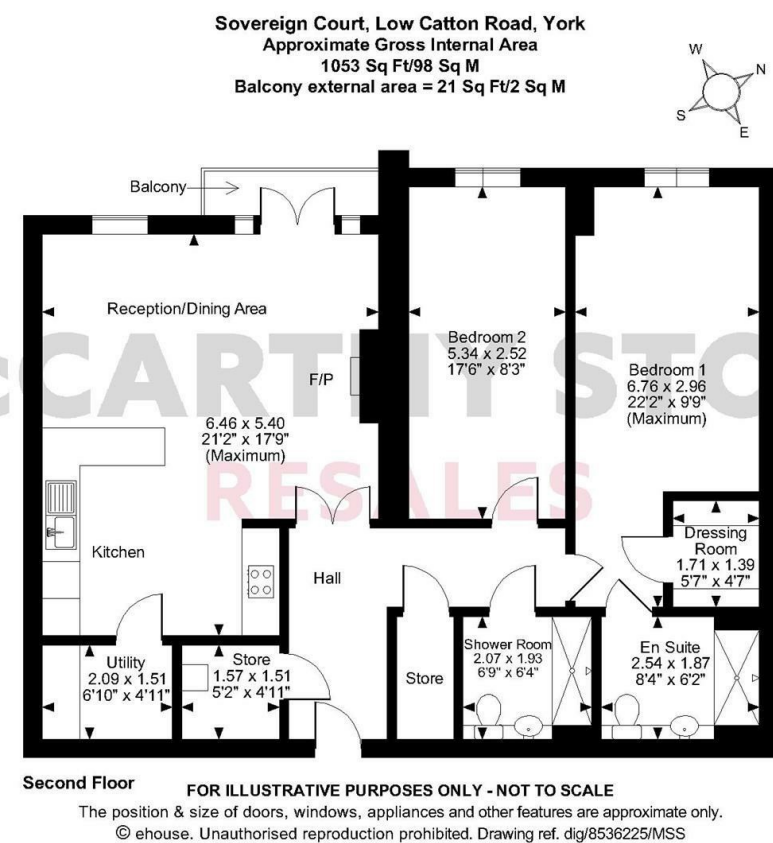 Sovereign Court, Low Catton Road, York
Approximate Gross Internal Area
1053 Sq Ft/98 Sq M
Balcony external area = 21 Sq Ft/2 Sq M
W
N
S
E
Balcony
Reception/Dining Area
F/P
6.46 x 5.40
21'2" x 17'9"
(Maximum)
Bedroom 2
5.34 x 2.52
17'6" x 8'3"
Bedroom 1
6.76 x 2.96
22'2" x 9'9"
(Maximum)
McCARTHY STO
RESALES
Kitchen
Hall
Dressing
Room
1.71 x 1.39
5'7" x 4'7"
Utility
2.09 x 1.51
6'10" x 4'11"
Store
1.57 x 1.51
5'2" x 4'11"
Store
Shower Room
2.07 x 1.93
6'9" x 6'4"
En Suite
2.54 x 1.87
8'4" x 6'2"
Second Floor
FOR ILLUSTRATIVE PURPOSES ONLY - NOT TO SCALE
The position & size of doors, windows, appliances and other features are approximate only.
© ehouse. Unauthorised reproduction prohibited. Drawing ref. dig/8536225/MSS